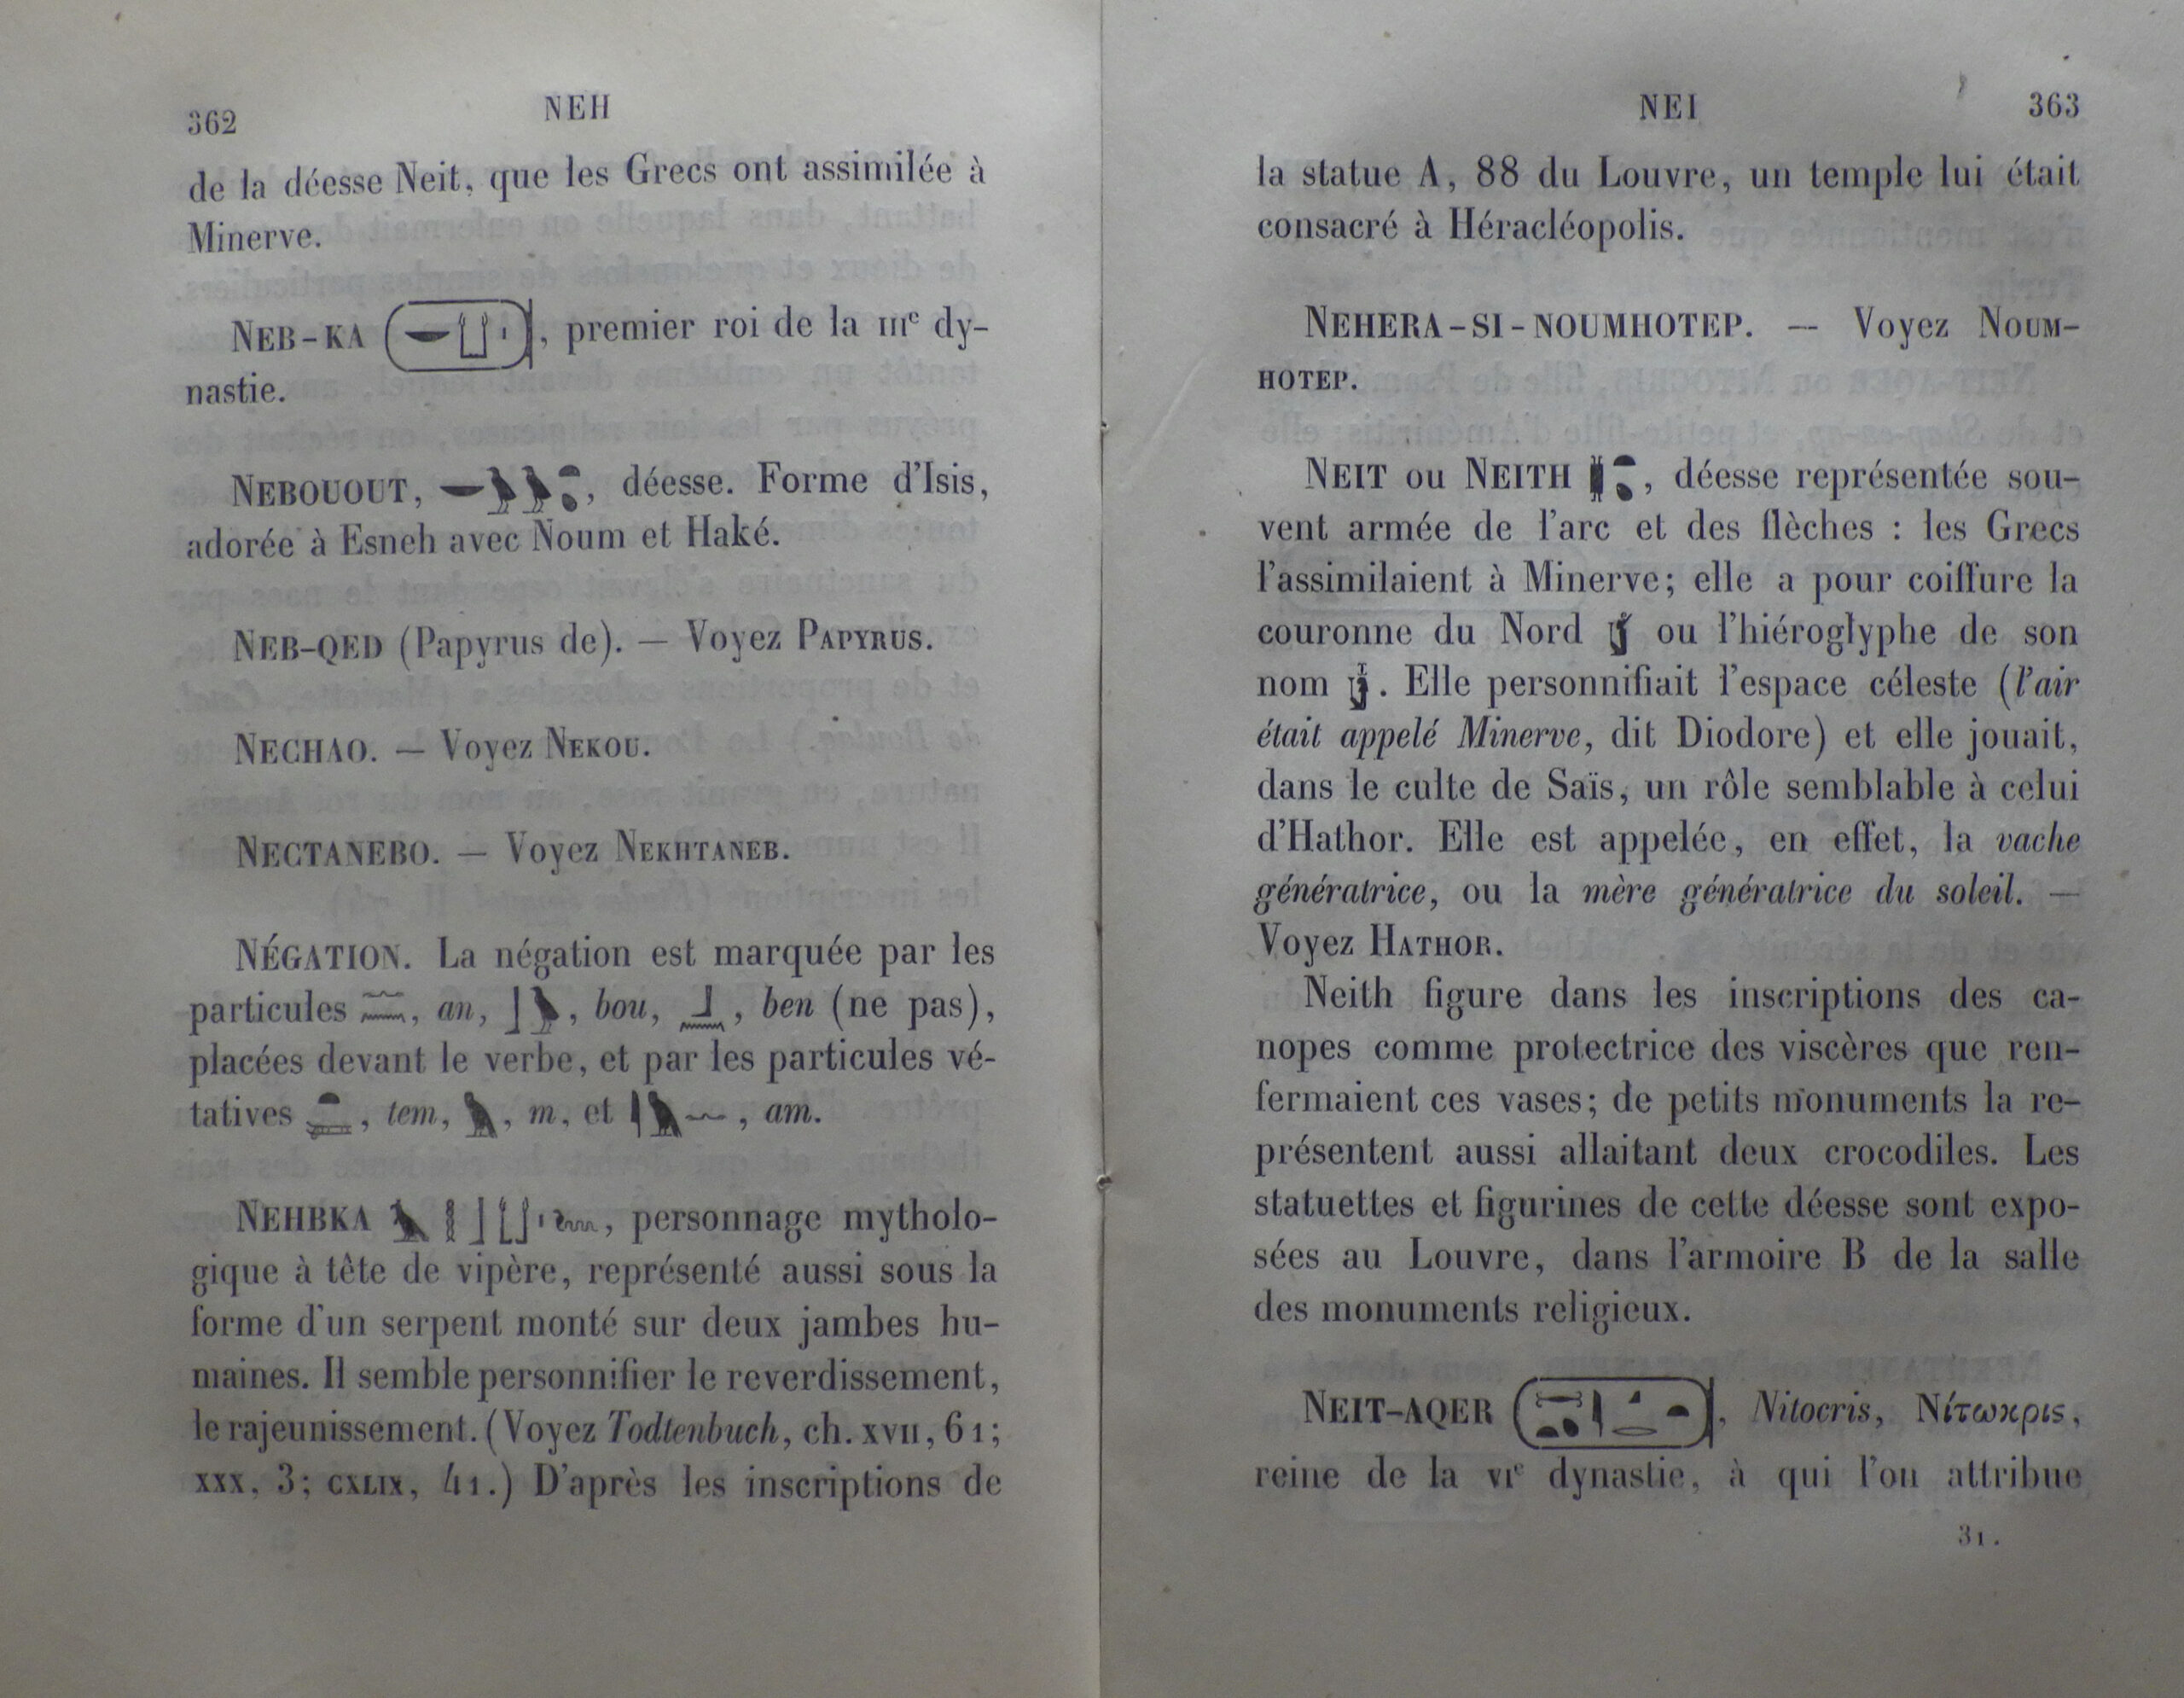 362 NEH
de la déesse Neit, que les Grecs ont assimilée à
Minerve.
NEB-KA , premier roi de la IIIe dy-
nastie.
NEBOUOUT, , déesse. Forme d'Isis,
adorée à Esneh avec Noum et Haké.
NEB-QED (Papyrus de). — Voyez PAPYRUS.
NECHAO. — Voyez NEKOU.
NECTANEBO. — Voyez NEKHTANEB.
NÉGATION. La négation est marquée par les
particules , an, , bou, , ben (ne pas),
placées devant le verbe, et par les particules vé-
tatives , tem, , m, et , am.
NEHBKA , personnage mytholo-
gique à tête de vipère, représenté aussi sous la
forme d'un serpent monté sur deux jambes hu-
maines. Il semble personnifier le reverdissement,
le rajeunissement. (Voyez Todtenbuch, ch. XVII, 61;
XXX, 3; CXLIX, 41.) D'après les inscriptions de
NEI 363
la statue A, 88 du Louvre, un temple lui était
consacré à Héracléopolis.
NEHERA-SI-NOUMHOTEP. — Voyez NOUM-
HOTEP.
NEIT ou NEITH , déesse représentée sou-
vent armée de l'arc et des flèches : les Grecs
l'assimilaient à Minerve; elle a pour coiffure la
couronne du Nord ou l'hiéroglyphe de son
nom . Elle personnifiait l'espace céleste (l'air
était appelé Minerve, dit Diodore) et elle jouait,
dans le culte de Saïs, un rôle semblable à celui
d'Hathor. Elle est appelée, en effet, la vache
génératrice, ou la mère génératrice du soleil. —
Voyez HATHOR.
Neith figure dans les inscriptions des ca-
nopes comme protectrice des viscères que ren-
fermaient ces vases; de petits monuments la re-
présentent aussi allaitant deux crocodiles. Les
statuettes et figurines de cette déesse sont expo-
sées au Louvre, dans l'armoire B de la salle
des monuments religieux.
NEIT-AQER , Nitocris, Νίτωκρις,
reine de la VIe dynastie, à qui l'on attribue
31.